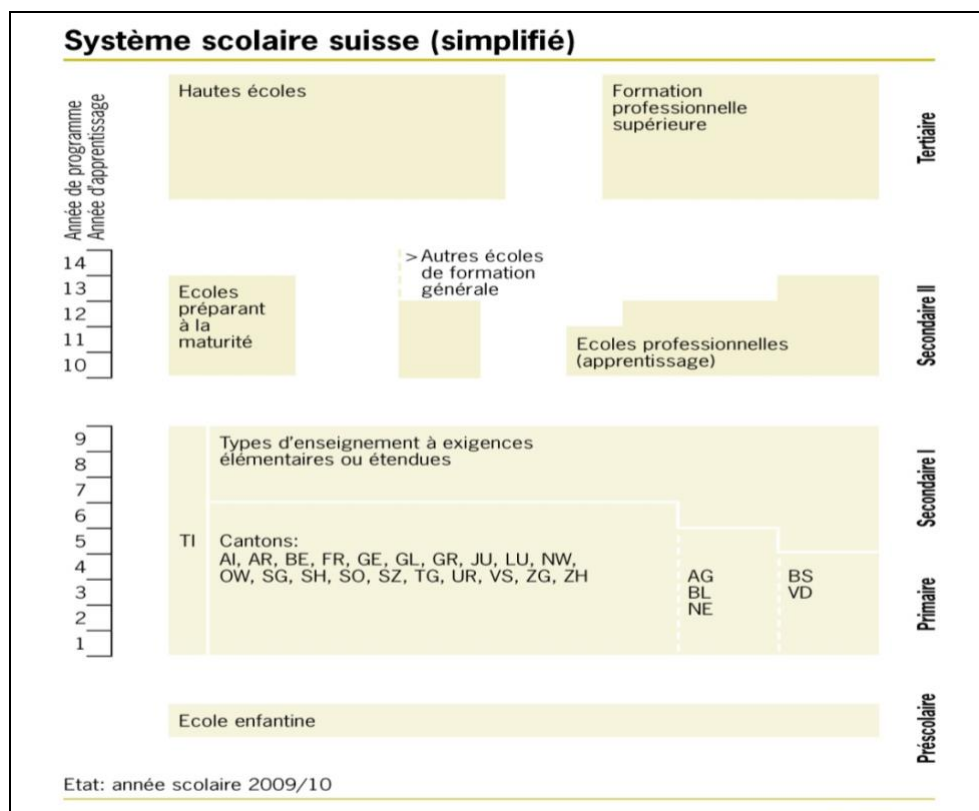 Système scolaire suisse (simplifié)
Année de programme
Année d'apprentissage
Hautes écoles
Formation
professionnelle
supérieure
Tertiaire
14
13
12
11
10
Ecoles
préparant
à la
maturité
> Autres écoles
de formation
générale
Ecoles professionnelles
(apprentissage)
Secondaire II
9
8
7
6
5
4
3
2
1
TI
Types d'enseignement à exigences
élémentaires ou étendues
Secondaire I
Cantons:
AI, AR, BE, FR, GE, GL, GR, JU, LU, NW,
OW, SG, SH, SO, SZ, TG, UR, VS, ZG, ZH
AG
BL
NE
BS
VD
Primaire
Ecole enfantine
Préscolaire
Etat: année scolaire 2009/10